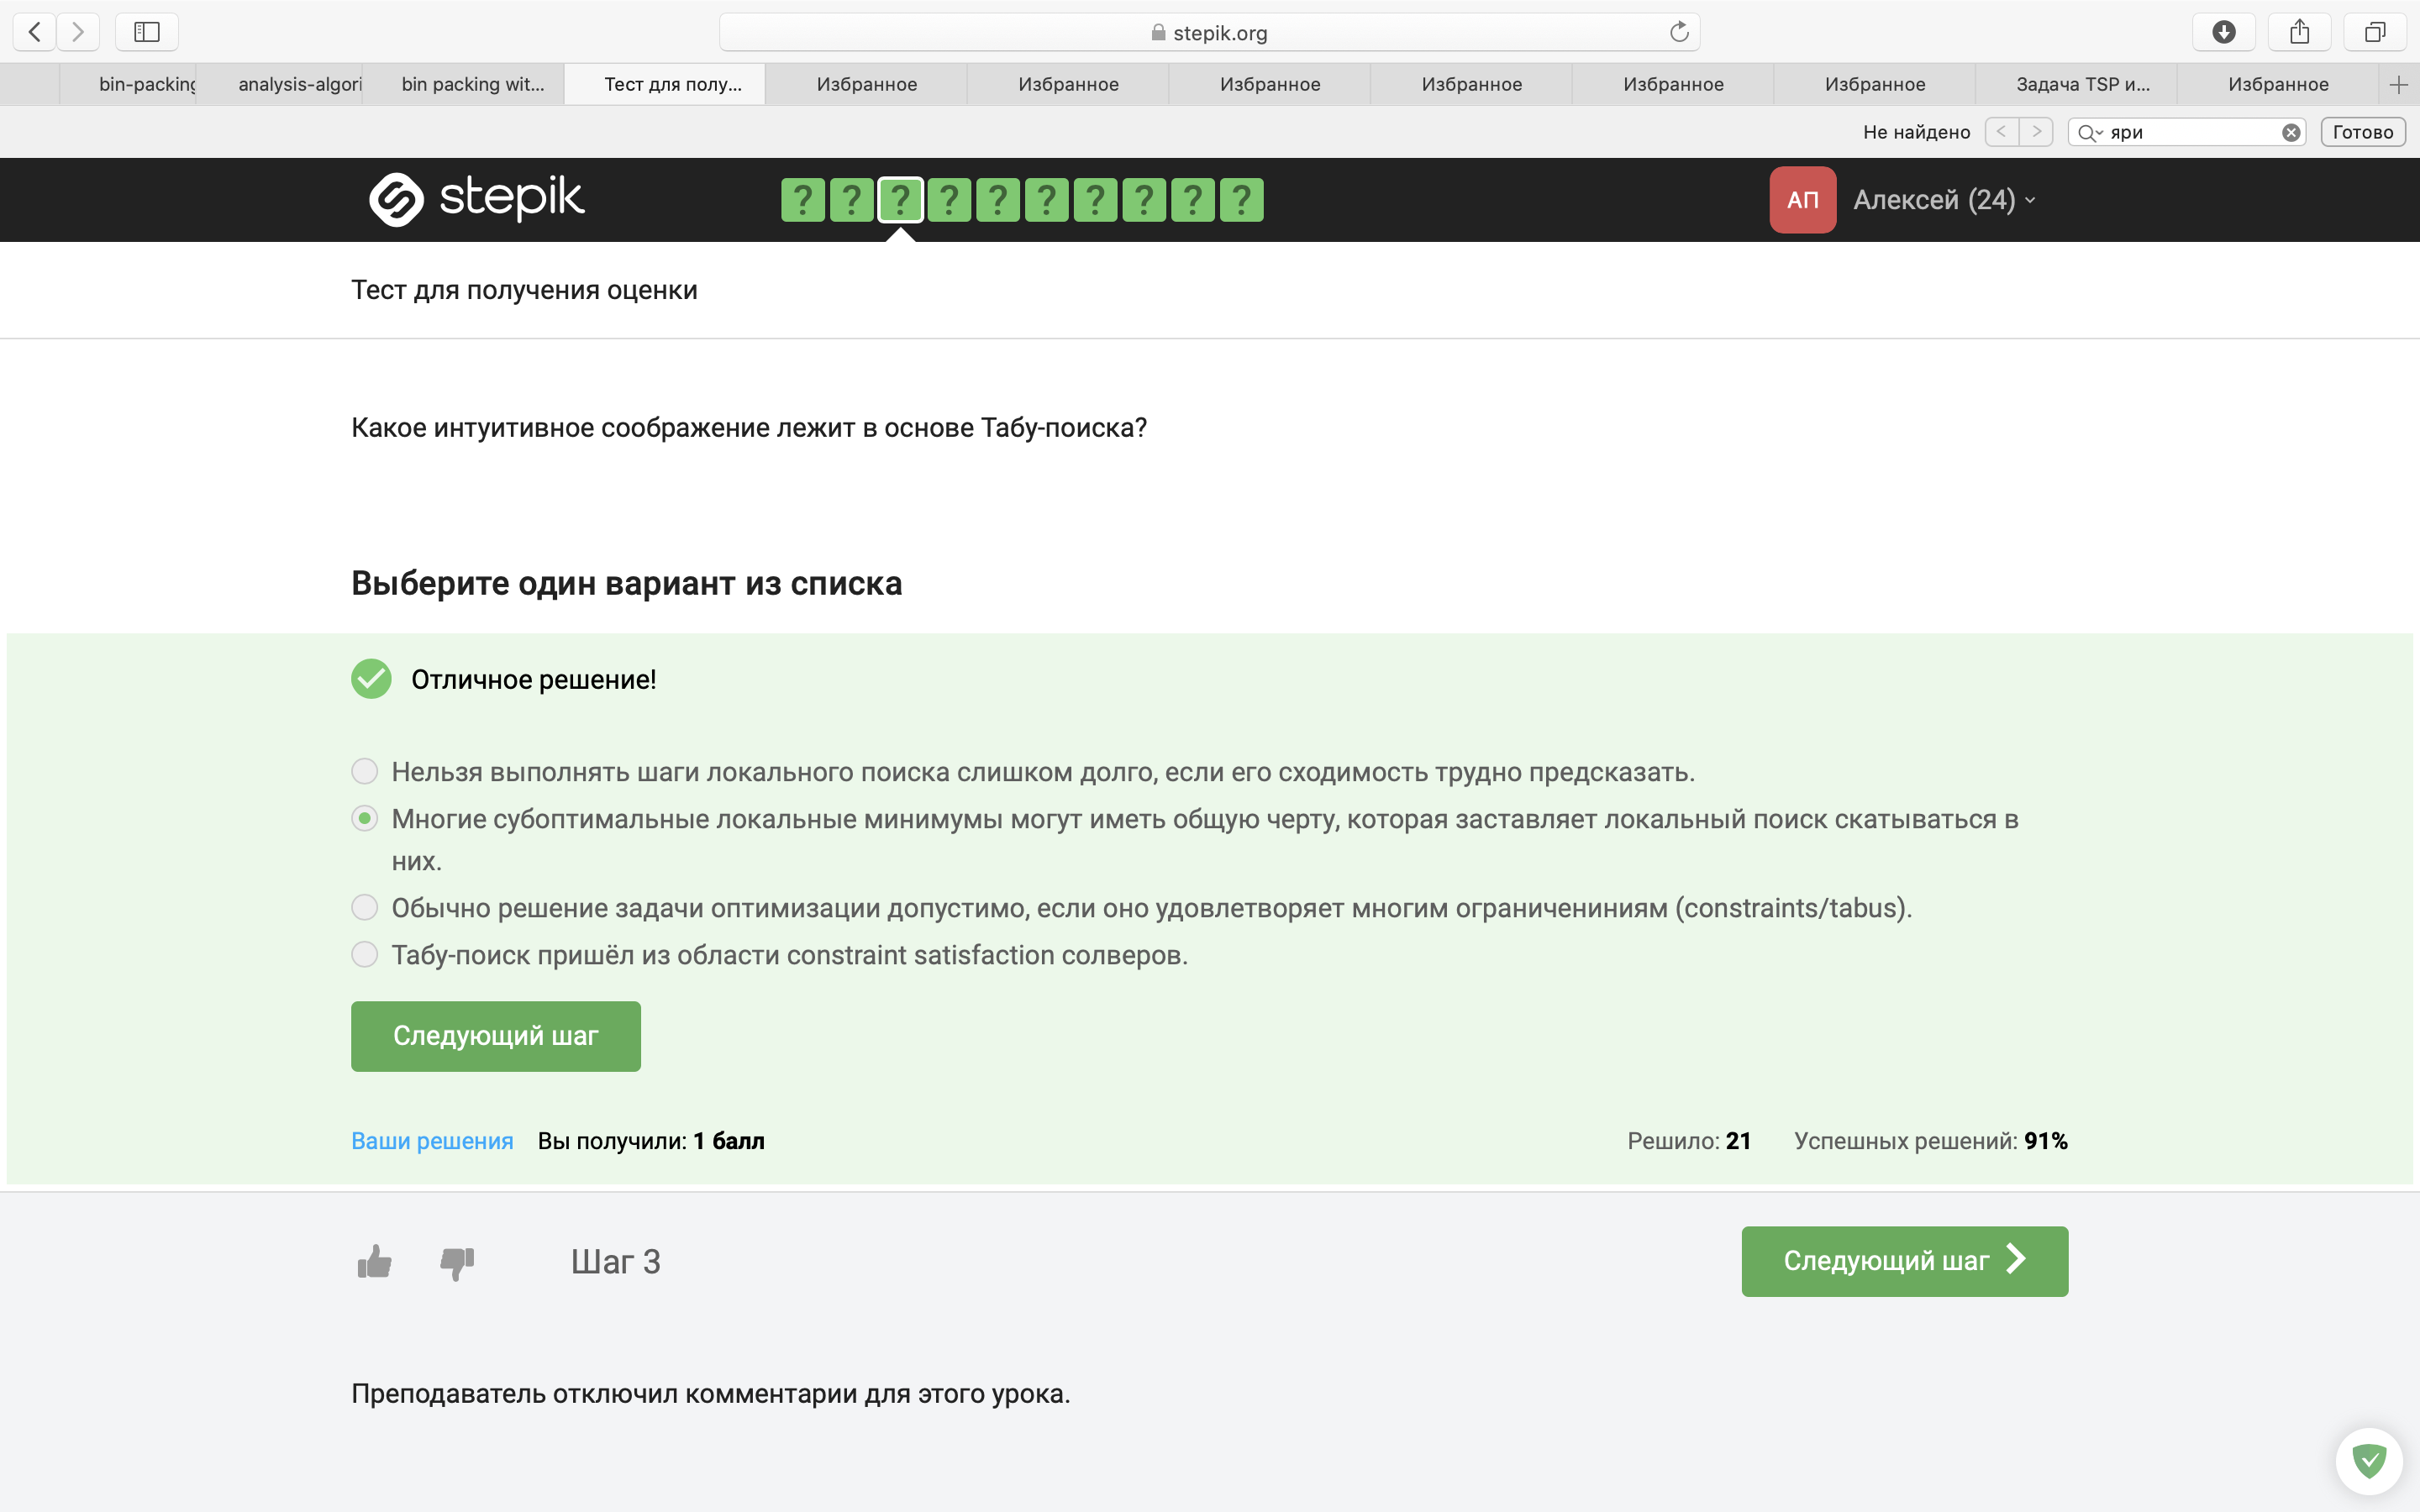 stepik.org
bin-packing
analysis-algori
bin packing wit...
Тест для полу...
Избранное
Избранное
Избранное
Избранное
Избранное
Избранное
Задача TSP и...
Избранное
Не найдено
яри
Готово
stepik
? ? ? ? ? ? ? ? ? ?
АП
Алексей (24)
Тест для получения оценки
Какое интуитивное соображение лежит в основе Табу-поиска?
Выберите один вариант из списка
Отличное решение!
Нельзя выполнять шаги локального поиска слишком долго, если его сходимость трудно предсказать.
Многие субоптимальные локальные минимумы могут иметь общую черту, которая заставляет локальный поиск скатываться в
них.
Обычно решение задачи оптимизации допустимо, если оно удовлетворяет многим ограничениниям (constraints/tabus).
Табу-поиск пришёл из области constraint satisfaction солверов.
Следующий шаг
Ваши решения Вы получили: 1 балл
Решило: 21 Успешных решений: 91%
Шаг 3
Следующий шаг
Преподаватель отключил комментарии для этого урока.